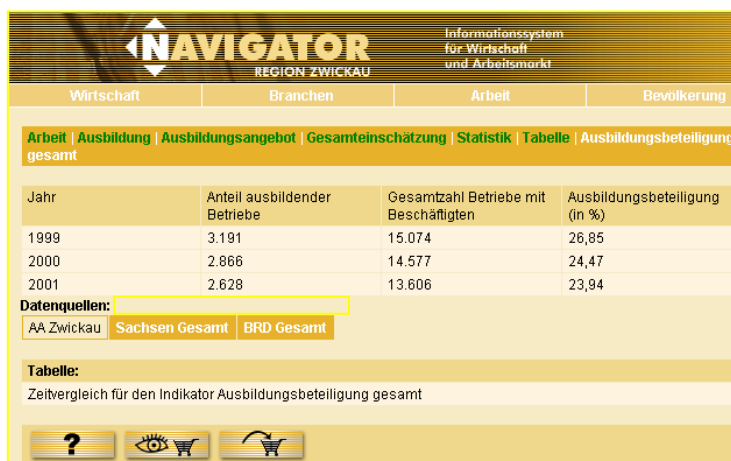 NAVIGATOR
REGION ZWICKAU
Informationssystem
für Wirtschaft
und Arbeitsmarkt
Wirtschaft Branchen Arbeit Bevölkerung
Arbeit | Ausbildung | Ausbildungsangebot | Gesamteinschätzung | Statistik | Tabelle | Ausbildungsbeteiligung
gesamt
Jahr Anteil ausbildender Betriebe Gesamtzahl Betriebe mit Beschäftigten Ausbildungsbeteiligung (in %)
1999 3.191 15.074 26,85
2000 2.866 14.577 24,47
2001 2.628 13.606 23,94
Datenquellen:
AA Zwickau Sachsen Gesamt BRD Gesamt
Tabelle:
Zeitvergleich für den Indikator Ausbildungsbeteiligung gesamt
?